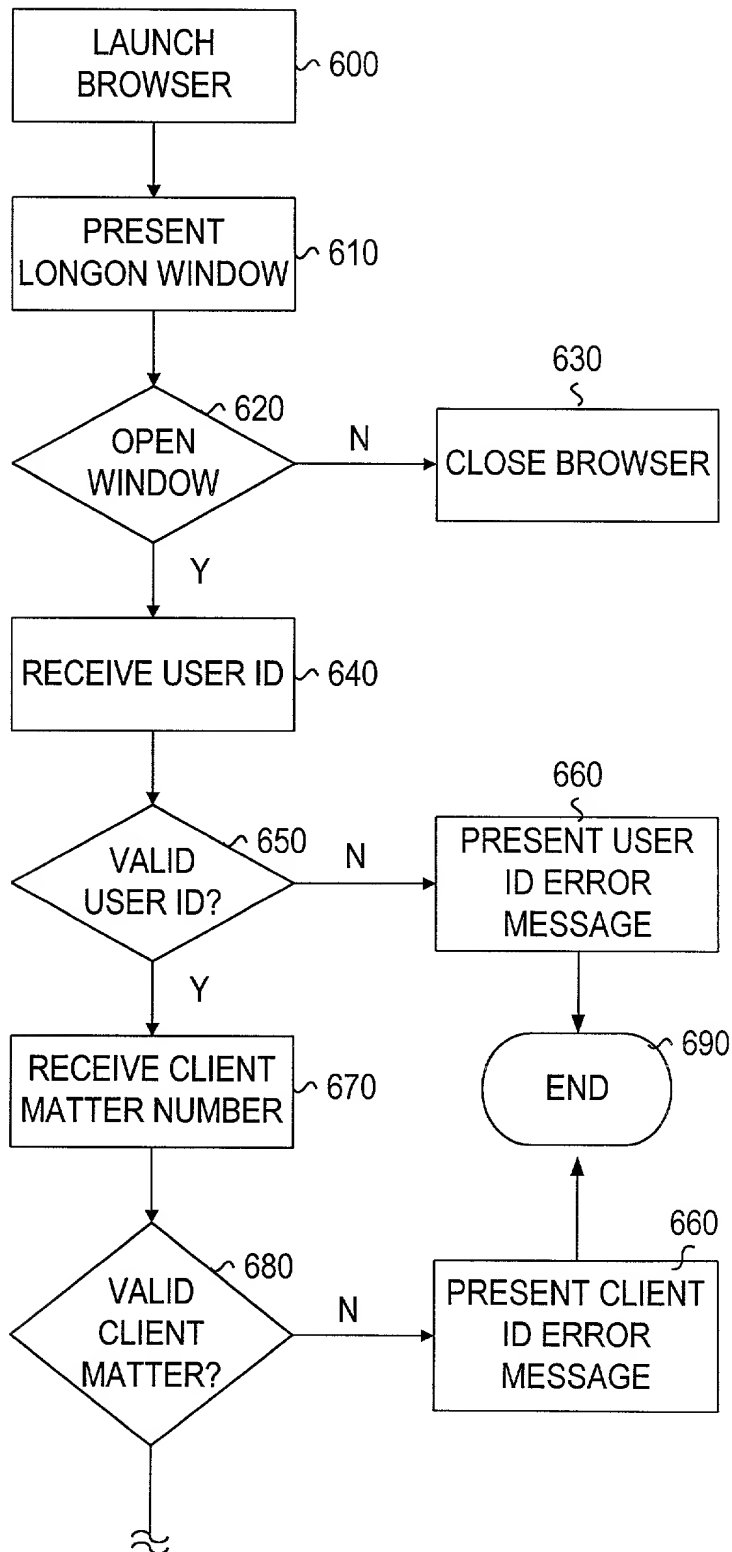 LAUNCH
BROWSER
600
PRESENT
LONGON WINDOW
610
620
OPEN
WINDOW
N
630
CLOSE BROWSER
Y
RECEIVE USER ID
640
650
VALID
USER ID?
N
660
PRESENT USER
ID ERROR
MESSAGE
Y
RECEIVE CLIENT
MATTER NUMBER
670
690
END
680
VALID
CLIENT
MATTER?
N
660
PRESENT CLIENT
ID ERROR
MESSAGE